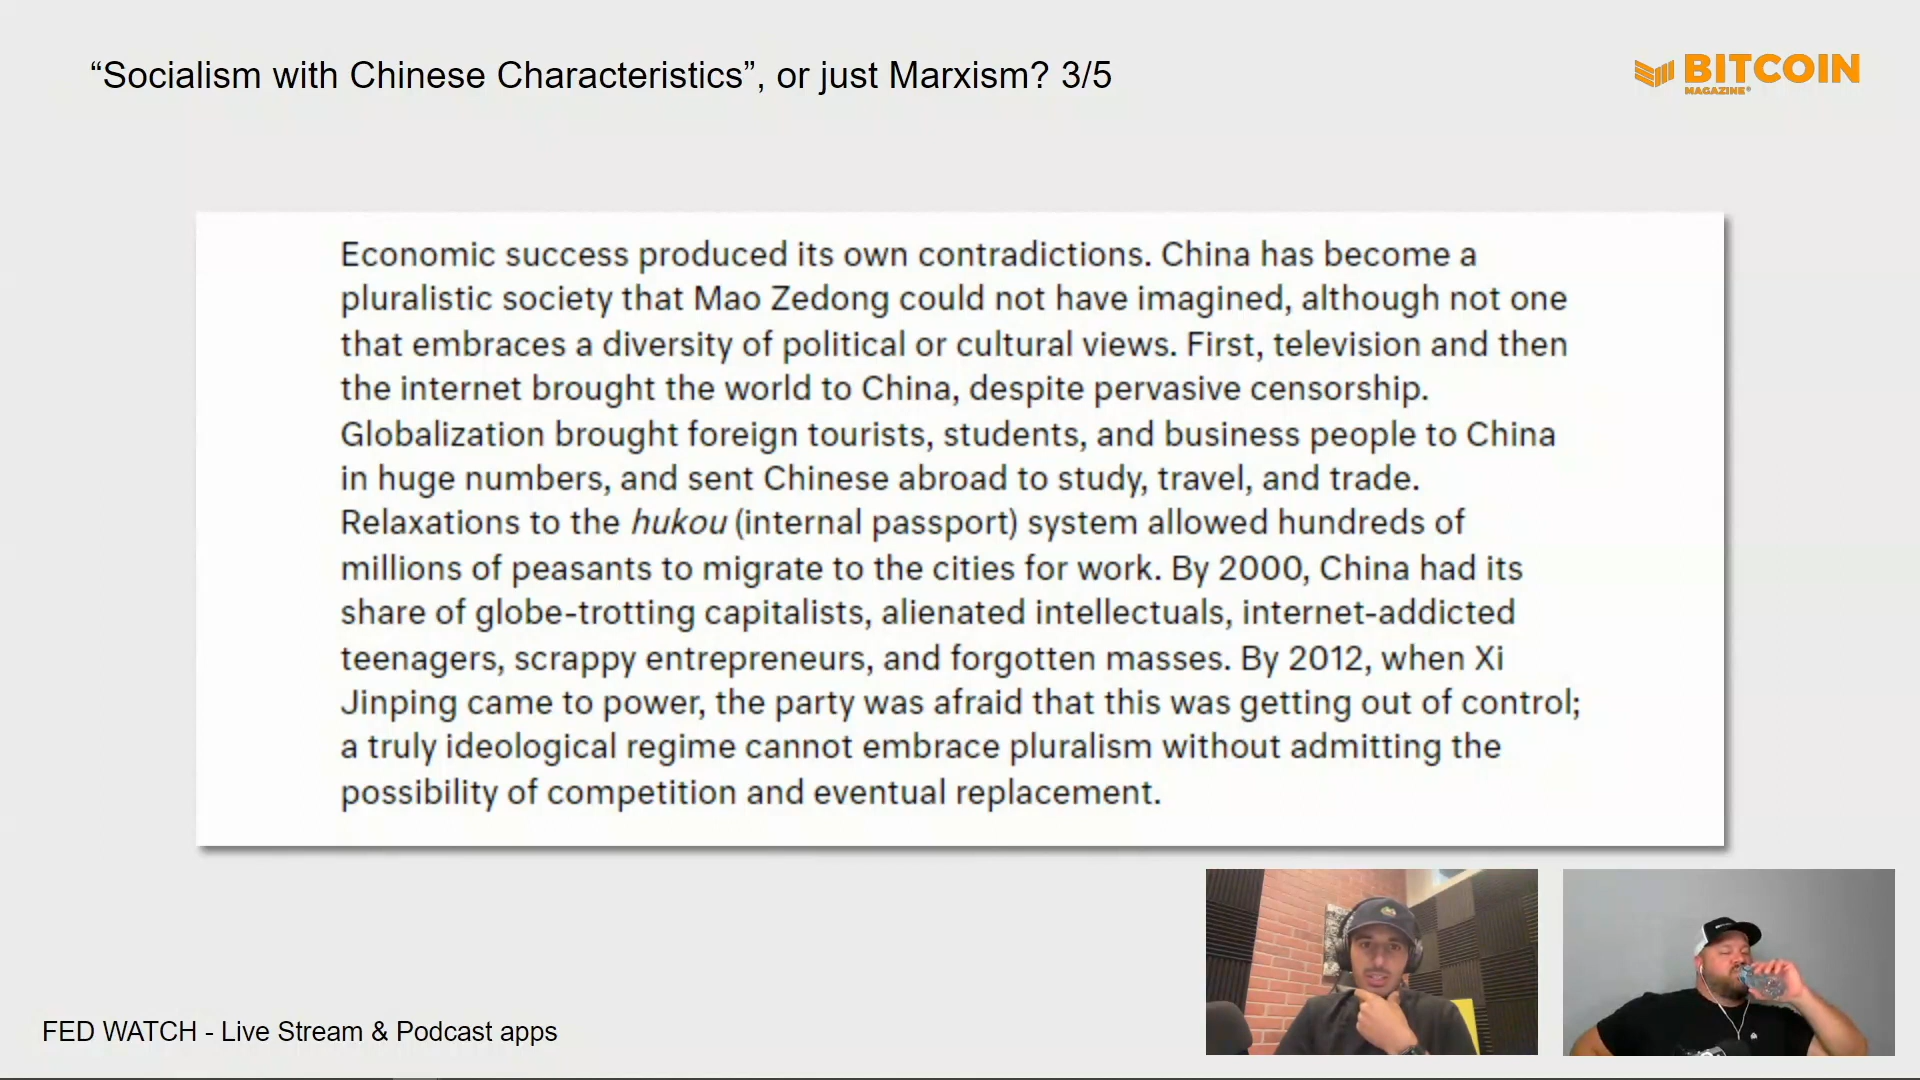 “Socialism with Chinese Characteristics”, or just Marxism? 3/5
BITCOIN
MAGAZINE®
Economic success produced its own contradictions. China has become a
pluralistic society that Mao Zedong could not have imagined, although not one
that embraces a diversity of political or cultural views. First, television and then
the internet brought the world to China, despite pervasive censorship.
Globalization brought foreign tourists, students, and business people to China
in huge numbers, and sent Chinese abroad to study, travel, and trade.
Relaxations to the hukou (internal passport) system allowed hundreds of
millions of peasants to migrate to the cities for work. By 2000, China had its
share of globe-trotting capitalists, alienated intellectuals, internet-addicted
teenagers, scrappy entrepreneurs, and forgotten masses. By 2012, when Xi
Jinping came to power, the party was afraid that this was getting out of control;
a truly ideological regime cannot embrace pluralism without admitting the
possibility of competition and eventual replacement.
FED WATCH - Live Stream & Podcast apps